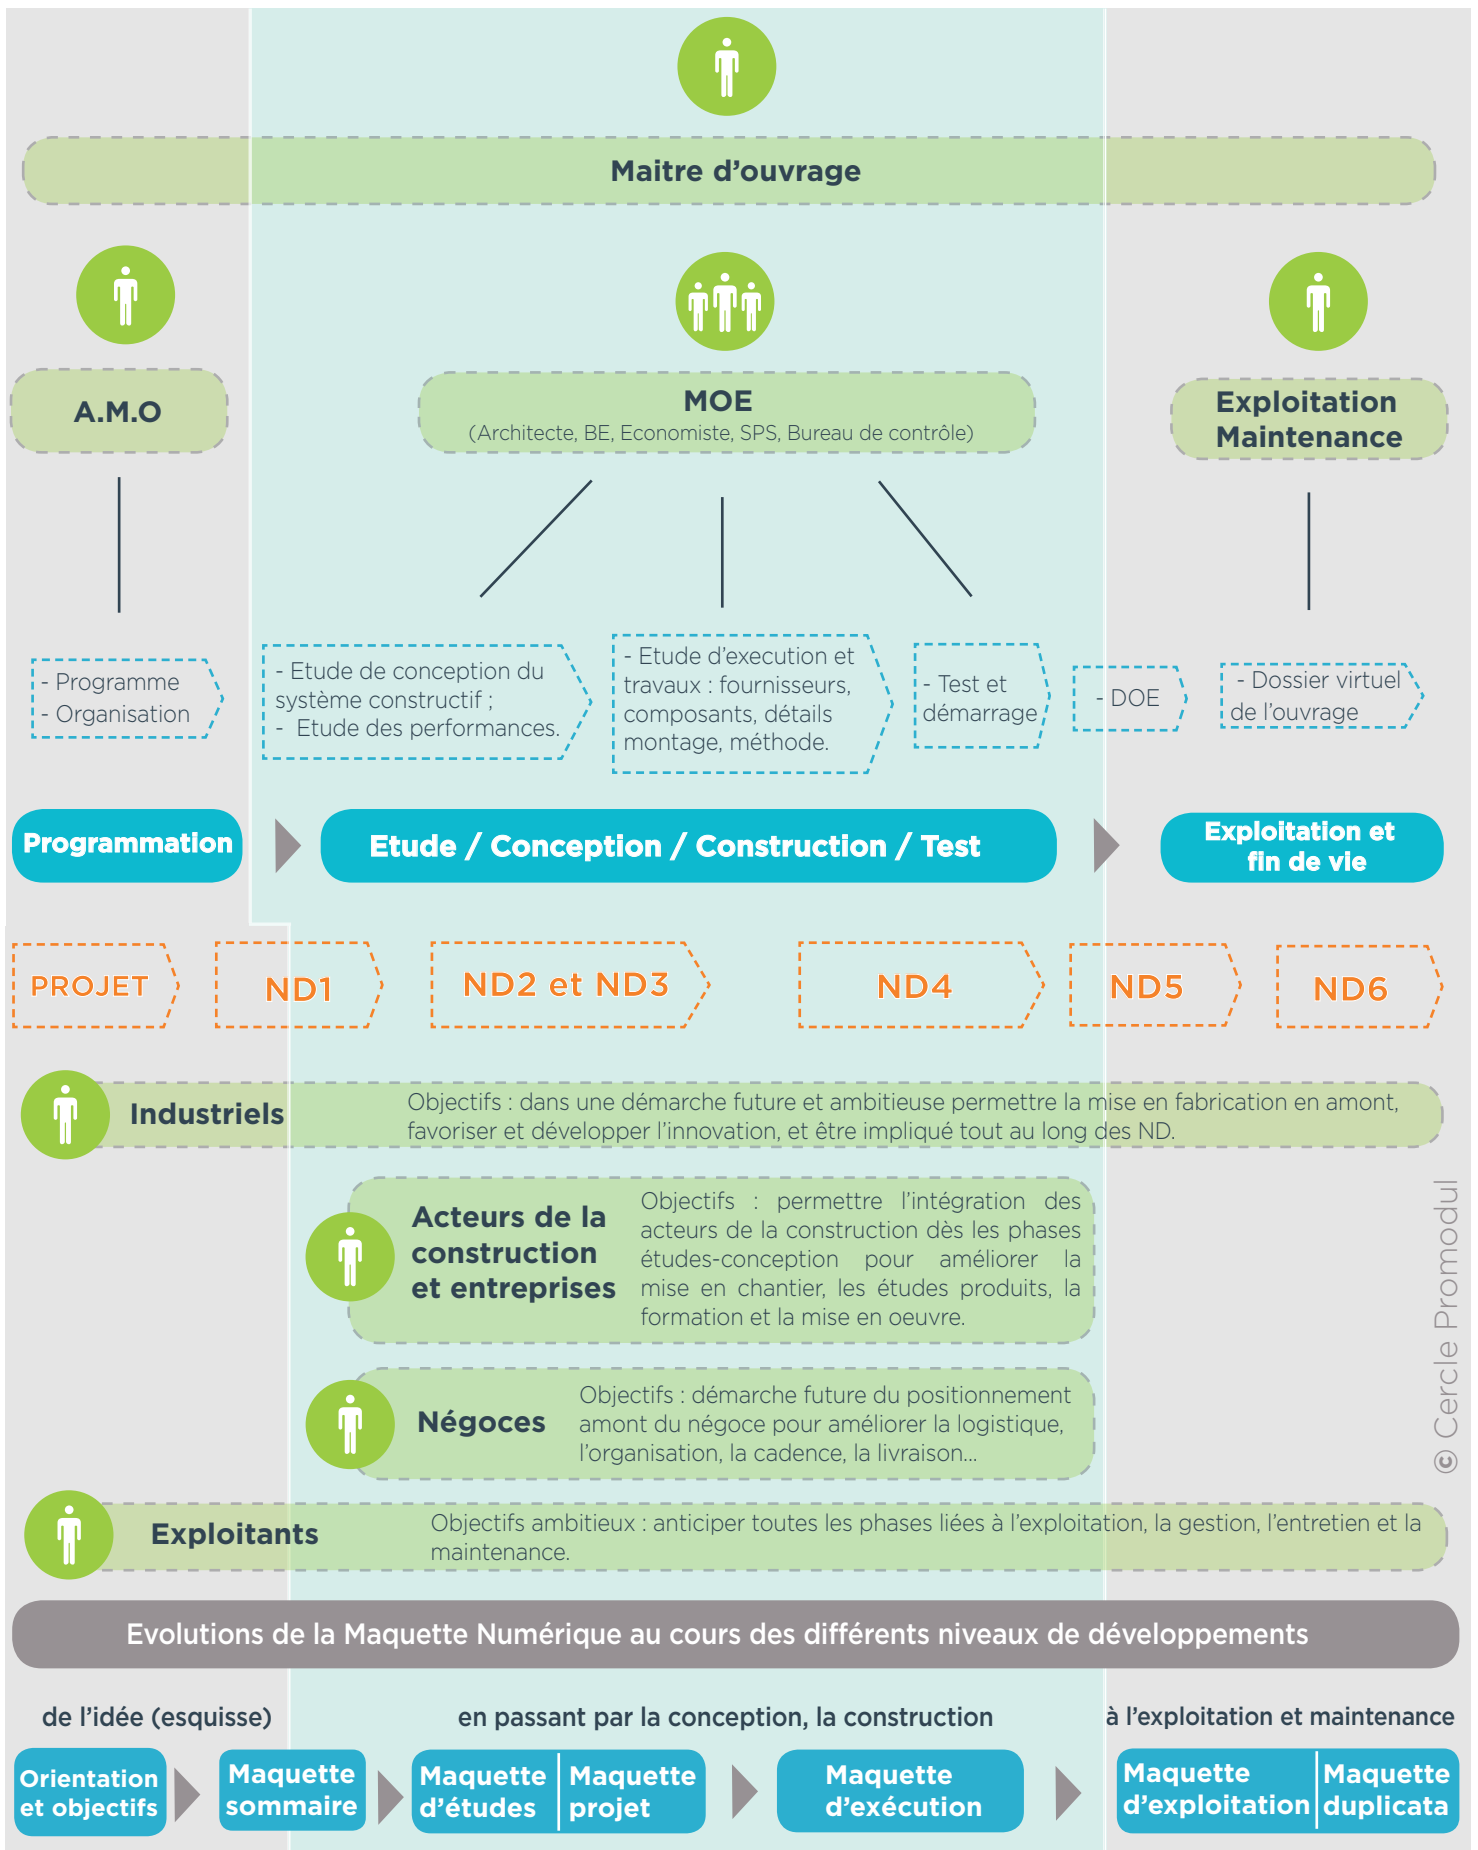 Maitre d'ouvrage
A.M.O
MOE
(Architecte, BE, Economiste, SPS, Bureau de contrôle)
Exploitation
Maintenance
- Programme
- Organisation
- Etude de conception du
système constructif ;
- Etude des performances.
- Etude d'execution et
travaux : fournisseurs,
composants, détails
montage, méthode.
- Test et
démarrage
- DOE
- Dossier virtuel
de l'ouvrage
Programmation
Etude / Conception / Construction / Test
Exploitation et
fin de vie
PROJET
ND1
ND2 et ND3
ND4
ND5
ND6
Industriels
Objectifs : dans une démarche future et ambitieuse permettre la mise en fabrication en amont,
favoriser et développer l'innovation, et être impliqué tout au long des ND.
Acteurs de la
construction
et entreprises
Objectifs : permettre l'intégration des
acteurs de la construction dès les phases
études-conception pour améliorer la
mise en chantier, les études produits, la
formation et la mise en oeuvre.
Négoces
Objectifs : démarche future du positionnement
amont du négoce pour améliorer la logistique,
l'organisation, la cadence, la livraison...
© Cercle Promodul
Exploitants
Objectifs ambitieux : anticiper toutes les phases liées à l'exploitation, la gestion, l'entretien et la
maintenance.
Evolutions de la Maquette Numérique au cours des différents niveaux de développements
de l'idée (esquisse)
en passant par la conception, la construction
à l'exploitation et maintenance
Orientation
et objectifs
Maquette
sommaire
Maquette
d'études
Maquette
projet
Maquette
d'exécution
Maquette
d'exploitation
Maquette
duplicata